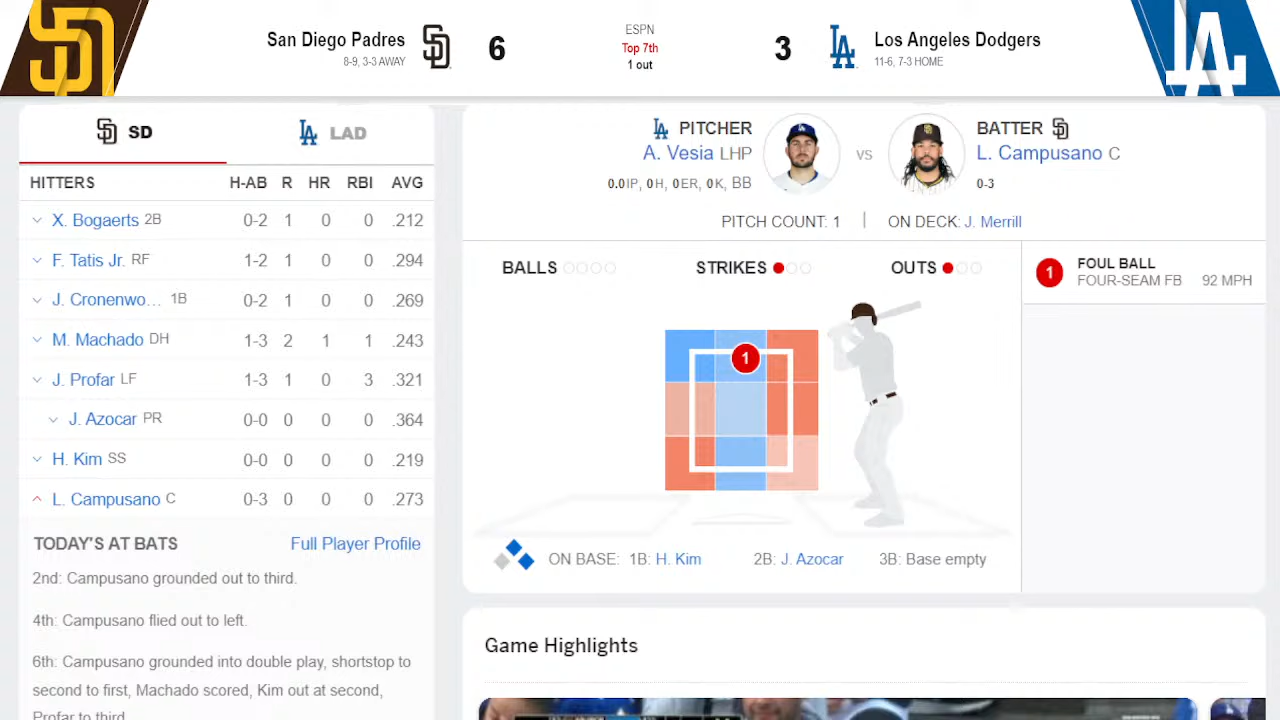 San Diego Padres
8-9, 3-3 AWAY
6
ESPN
Top 7th
1 out
3
Los Angeles Dodgers
11-6, 7-3 HOME
SD LAD
HITTERS H-AB R HR RBI AVG
X. Bogaerts 2B 0-2 1 0 0 .212
F. Tatis Jr. RF 1-2 1 0 0 .294
J. Cronenwo... 1B 0-2 1 0 0 .269
M. Machado DH 1-3 2 1 1 .243
J. Profar LF 1-3 1 0 3 .321
J. Azocar PR 0-0 0 0 0 .364
H. Kim SS 0-0 0 0 0 .219
L. Campusano C 0-3 0 0 0 .273
TODAY'S AT BATS Full Player Profile
2nd: Campusano grounded out to third.
4th: Campusano flied out to left.
6th: Campusano grounded into double play, shortstop to
second to first, Machado scored, Kim out at second,
Profar to third
PITCHER
A. Vesia LHP
0.0IP, 0H, 0ER, 0K, BB
VS
BATTER
L. Campusano C
0-3
PITCH COUNT: 1 | ON DECK: J. Merrill
BALLS STRIKES OUTS
1
ON BASE: 1B: H. Kim 2B: J. Azocar 3B: Base empty
1 FOUL BALL
FOUR-SEAM FB 92 MPH
Game Highlights